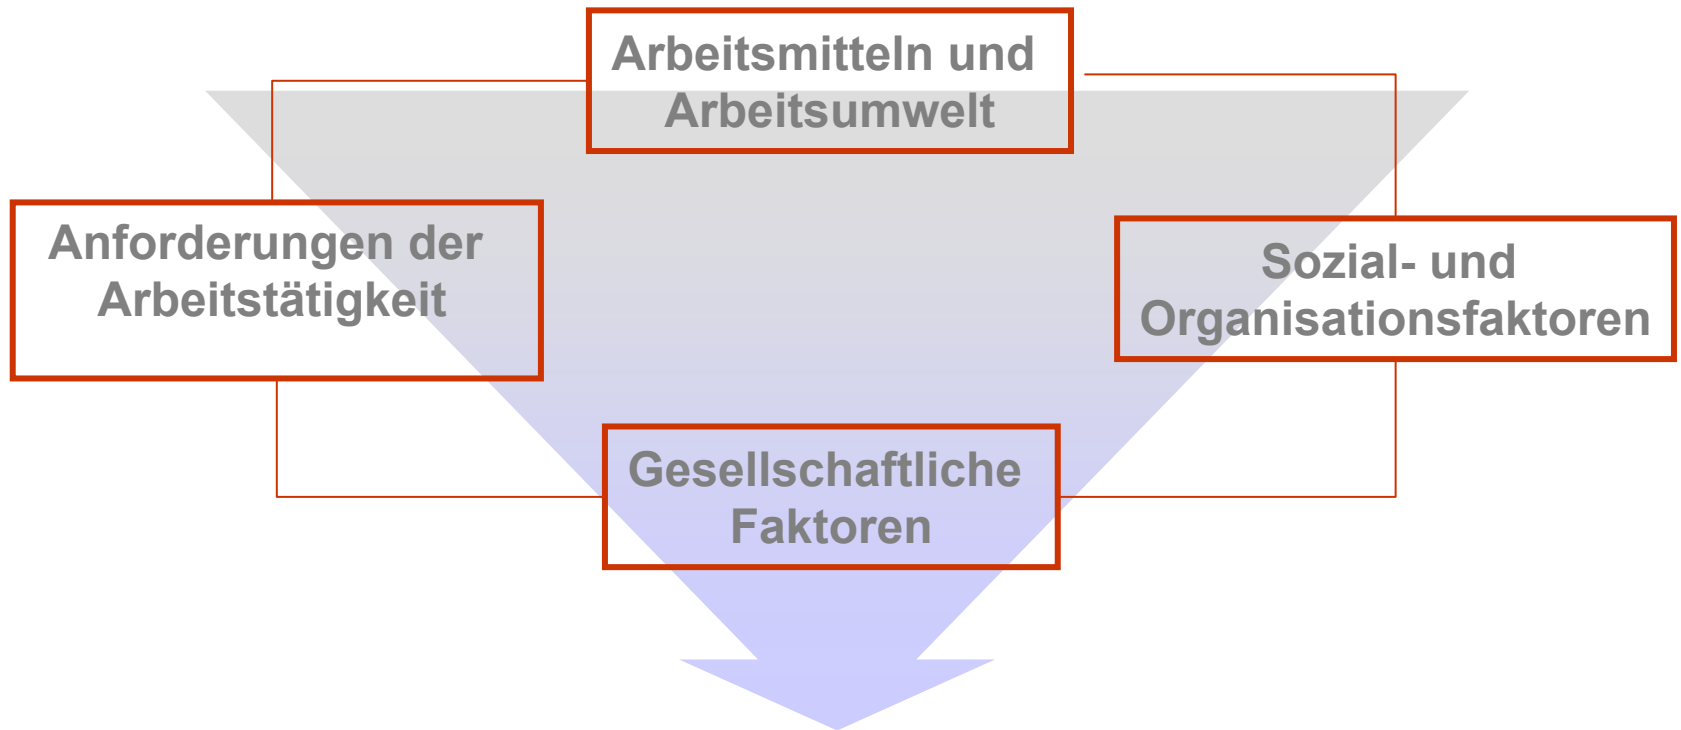 Arbeitsmitteln und
Arbeitsumwelt
Anforderungen der
Arbeitstätigkeit
Sozial- und
Organisationsfaktoren
Gesellschaftliche
Faktoren